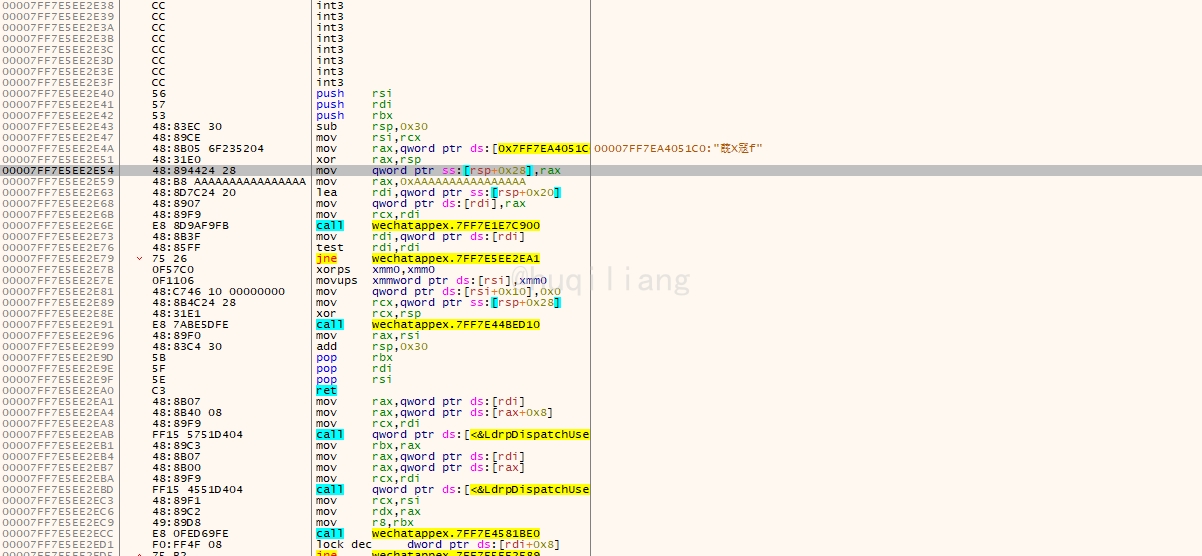 00007FF7E5EE2E38 CC int3
00007FF7E5EE2E39 CC int3
00007FF7E5EE2E3A CC int3
00007FF7E5EE2E3B CC int3
00007FF7E5EE2E3C CC int3
00007FF7E5EE2E3D CC int3
00007FF7E5EE2E3E CC int3
00007FF7E5EE2E3F CC int3
00007FF7E5EE2E40 56 push rsi
00007FF7E5EE2E41 57 push rdi
00007FF7E5EE2E42 53 push rbx
00007FF7E5EE2E43 48:83EC 30 sub rsp,0x30
00007FF7E5EE2E47 48:89CE mov rsi,rcx
00007FF7E5EE2E4A 48:8B05 6F235204 mov rax,qword ptr ds:[0x7FF7EA4051C 00007FF7EA4051C0:
00007FF7E5EE2E51 48:31E0 xor rax,rsp
00007FF7E5EE2E54 48:894424 28 mov qword ptr ss:[rsp+0x28],rax
48:B8 AAAAAAAAAAAAAAAA mov rax,0xAAAAAAAAAAAAAAAA
00007FF7E5EE2E63 48:8D7C24 20 lea rdi,qword ptr ss:[rsp+0x20]
00007FF7E5EE2E68 48:8907 mov qword ptr ds:[rdi],rax
00007FF7E5EE2E6B 48:89F9 mov rcx,rdi
00007FF7E5EE2E6E E8 8D9AF9FB call wechatappex.7FF7E1E7C900
00007FF7E5EE2E73 48:8B3F mov rdi,qword ptr ds:[rdi]
00007FF7E5EE2E76 48:85FF test rdi,rdi
00007FF7E5EE2E79 75 26 jne wechatappex.7FF7E5EE2EA1
00007FF7E5EE2E7B 0F57C0 xorps xmm0,xmm0
00007FF7E5EE2E7E 0F1106 movups xmmword ptr ds:[rsi],xmm0
00007FF7E5EE2E81 48:C746 10 00000000 mov qword ptr ds:[rsi+0x10],0x0
00007FF7E5EE2E89 48:8B4C24 28 mov rcx,qword ptr ss:[rsp+0x28]
00007FF7E5EE2E8E 48:31E1 xor rcx,rsp
00007FF7E5EE2E91 E8 7ABE5DFE call wechatappex.7FF7E44BED10
00007FF7E5EE2E96 48:89F0 mov rax,rsi
00007FF7E5EE2E99 48:83C4 30 add rsp,0x30
00007FF7E5EE2E9D 5B pop rbx
00007FF7E5EE2E9E 5F pop rdi
00007FF7E5EE2E9F 5E pop rsi
00007FF7E5EE2EA0 C3 ret
00007FF7E5EE2EA1 48:8B07 mov rax,qword ptr ds:[rdi]
00007FF7E5EE2EA4 48:8B40 08 mov rax,qword ptr ds:[rax+0x8]
00007FF7E5EE2EA8 48:89F9 mov rcx,rdi
00007FF7E5EE2EAB FF15 5751D404 call qword ptr ds:[<&LdrpDispatchUse
00007FF7E5EE2EB1 48:89C3 mov rbx,rax
00007FF7E5EE2EB4 48:8B07 mov rax,qword ptr ds:[rdi]
00007FF7E5EE2EB7 48:8B00 mov rax,qword ptr ds:[rax]
00007FF7E5EE2EBA 48:89F9 mov rcx,rdi
00007FF7E5EE2EBD FF15 4551D404 call qword ptr ds:[<&LdrpDispatchUse
00007FF7E5EE2EC3 48:89F1 mov rcx,rsi
00007FF7E5EE2EC6 48:89C2 mov rdx,rax
00007FF7E5EE2EC9 49:89D8 mov r8,rbx
00007FF7E5EE2ECC E8 0FED69FE call wechatappex.7FF7E4581BE0
00007FF7E5EE2ED1 F0:FF4F 08 lock dec dword ptr ds:[rdi+0x8]
75 B2 jne wechatappex.7FF7E5EE2E89